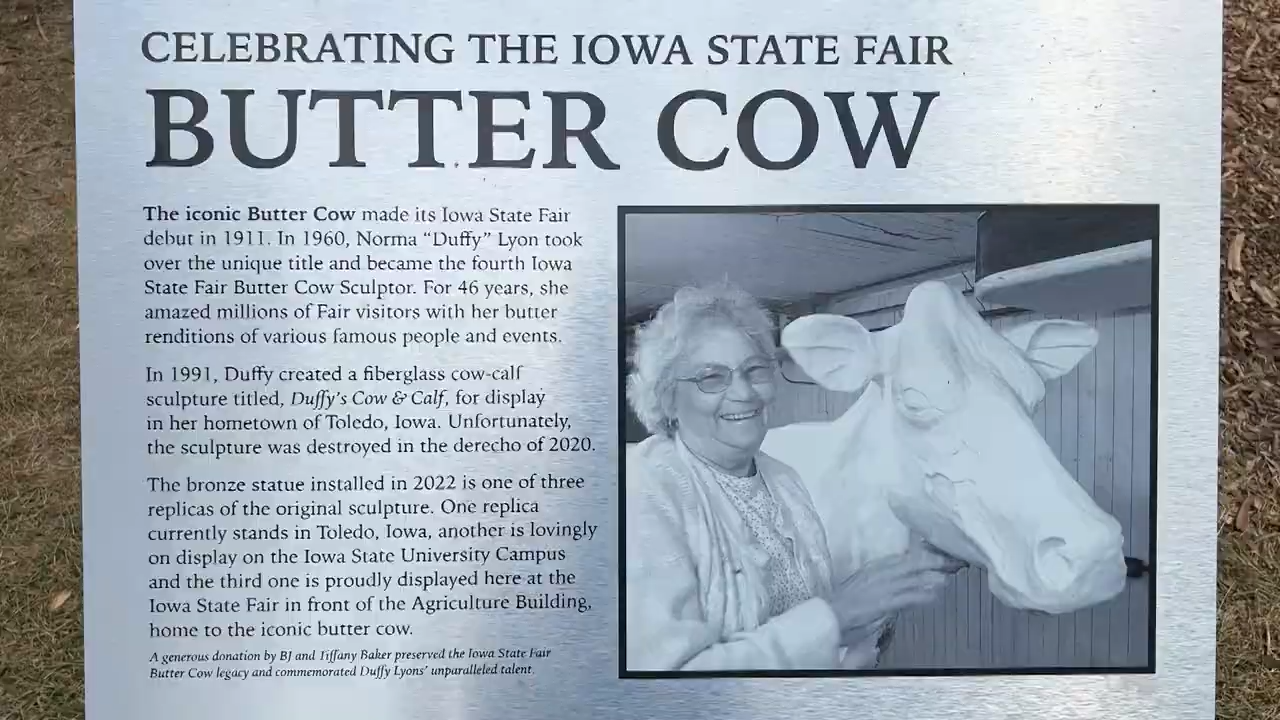 CELEBRATING THE IOWA STATE FAIR
BUTTER COW
The iconic Butter Cow made its Iowa State Fair
debut in 1911. In 1960, Norma “Duffy” Lyon took
over the unique title and became the fourth Iowa
State Fair Butter Cow Sculptor. For 46 years, she
amazed millions of Fair visitors with her butter
renditions of various famous people and events.
In 1991, Duffy created a fiberglass cow-calf
sculpture titled, Duffy’s Cow & Calf, for display
in her hometown of Toledo, Iowa. Unfortunately,
the sculpture was destroyed in the derecho of 2020.
The bronze statue installed in 2022 is one of three
replicas of the original sculpture. One replica
currently stands in Toledo, Iowa, another is lovingly
on display on the Iowa State University Campus
and the third one is proudly displayed here at the
Iowa State Fair in front of the Agriculture Building,
home to the iconic butter cow.
A generous donation by BJ and Tiffany Baker preserved the Iowa State Fair
Butter Cow legacy and commemorated Duffy Lyons’ unparalleled talent.